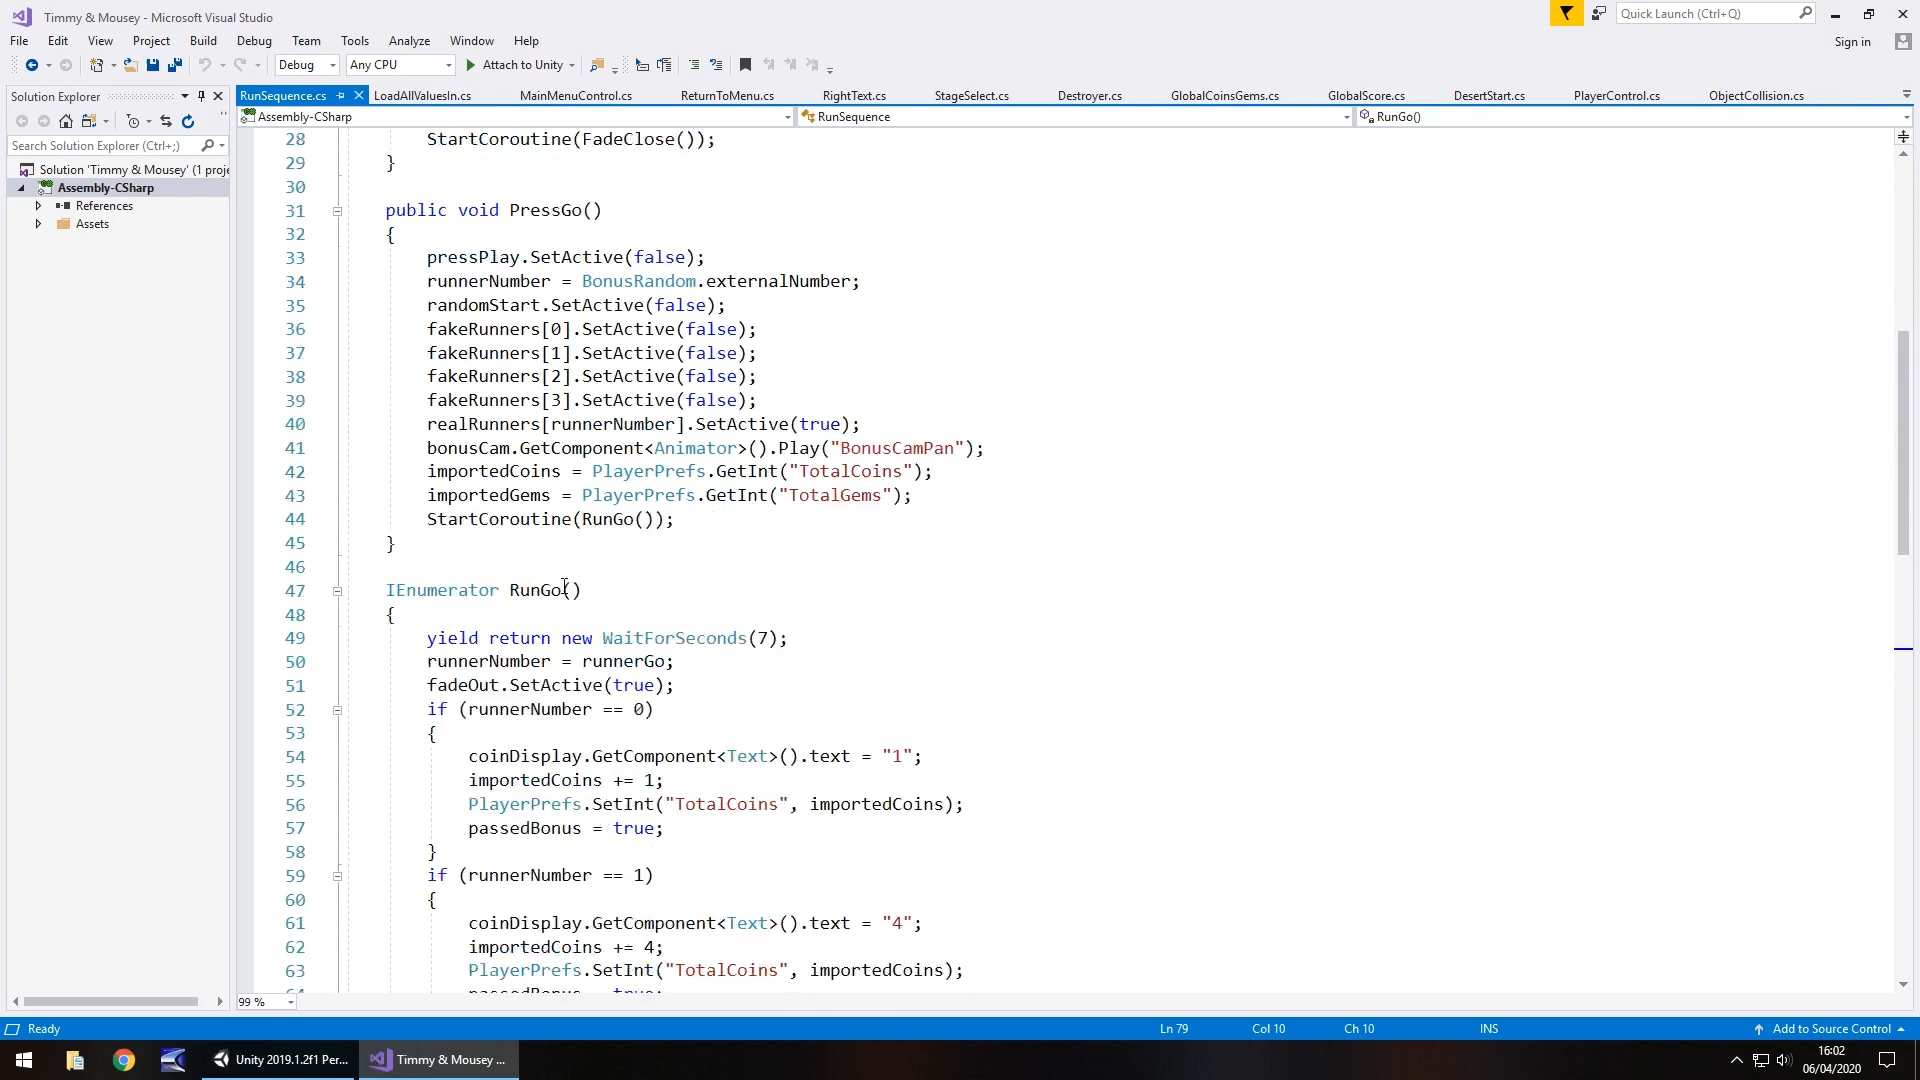 Timmy & Mousey - Microsoft Visual Studio
Quick Launch (Ctrl+Q)
File Edit View Project Build Debug Team Tools Analyze Window Help
Sign in
Debug Any CPU Attach to Unity
Solution Explorer
RunSequence.cs LoadAllValuesIn.cs MainMenuControl.cs ReturnToMenu.cs RightText.cs StageSelect.cs Destroyer.cs GlobalCoinsGems.cs GlobalScore.cs DesertStart.cs PlayerControl.cs ObjectCollision.cs
Assembly-CSharp RunSequence RunGo()
Search Solution Explorer (Ctrl+;)
Solution 'Timmy & Mousey' (1 proje
Assembly-CSharp
References
Assets
28 StartCoroutine(FadeClose());
29 }
30
31 public void PressGo()
32 {
33 pressPlay.SetActive(false);
34 runnerNumber = BonusRandom.externalNumber;
35 randomStart.SetActive(false);
36 fakeRunners[0].SetActive(false);
37 fakeRunners[1].SetActive(false);
38 fakeRunners[2].SetActive(false);
39 fakeRunners[3].SetActive(false);
40 realRunners[runnerNumber].SetActive(true);
41 bonusCam.GetComponent<Animator>().Play("BonusCamPan");
42 importedCoins = PlayerPrefs.GetInt("TotalCoins");
43 importedGems = PlayerPrefs.GetInt("TotalGems");
44 StartCoroutine(RunGo());
45 }
46
47 IEnumerator RunGo()
48 {
49 yield return new WaitForSeconds(7);
50 runnerNumber = runnerGo;
51 fadeOut.SetActive(true);
52 if (runnerNumber == 0)
53 {
54 coinDisplay.GetComponent<Text>().text = "1";
55 importedCoins += 1;
56 PlayerPrefs.SetInt("TotalCoins", importedCoins);
57 passedBonus = true;
58 }
59 if (runnerNumber == 1)
60 {
61 coinDisplay.GetComponent<Text>().text = "4";
62 importedCoins += 4;
63 PlayerPrefs.SetInt("TotalCoins", importedCoins);
64 passedBonus = true;
99 %
Ready Ln 79 Col 10 Ch 10 INS Add to Source Control
Unity 2019.1.2f1 Per... Timmy & Mousey ...
16:02
06/04/2020